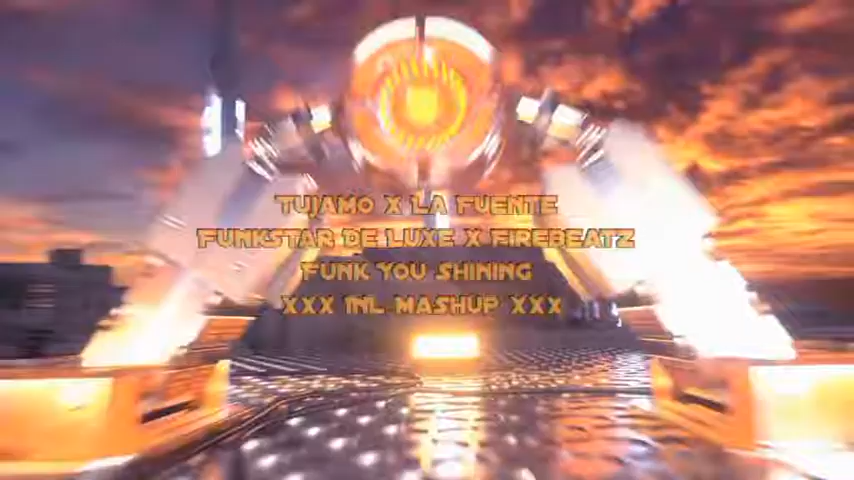 Tujamo x La Fuente
Funkstar De Luxe x Firebeatz
Funk You Shining
xXx INL Mashup xXx